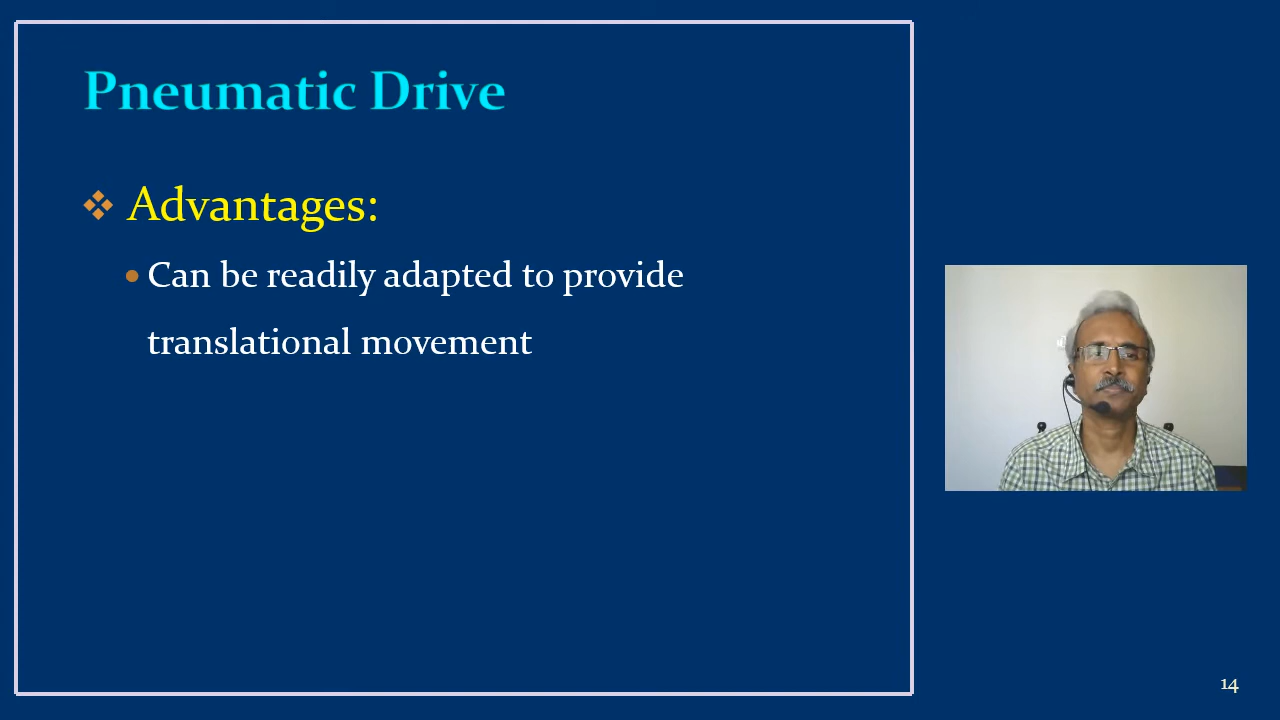 Pneumatic Drive
Advantages:
Can be readily adapted to provide
translational movement
14